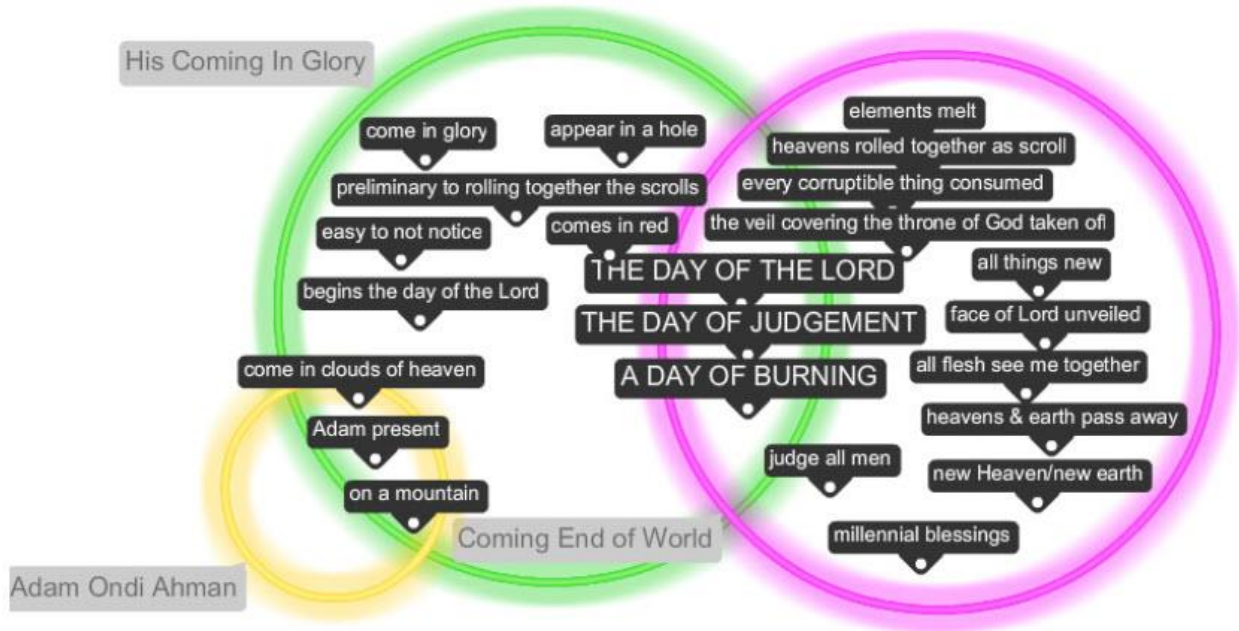 His Coming In Glory
come in glory
appear in a hole
elements melt
heavens rolled together as scroll
preliminary to rolling together the scrolls
every corruptible thing consumed
easy to not notice
comes in red
the veil covering the throne of God taken off
THE DAY OF THE LORD
all things new
begins the day of the Lord
THE DAY OF JUDGEMENT
face of Lord unveiled
come in clouds of heaven
A DAY OF BURNING
all flesh see me together
Adam present
heavens & earth pass away
judge all men
new Heaven/new earth
on a mountain
Coming End of World
millennial blessings
Adam Ondi Ahman